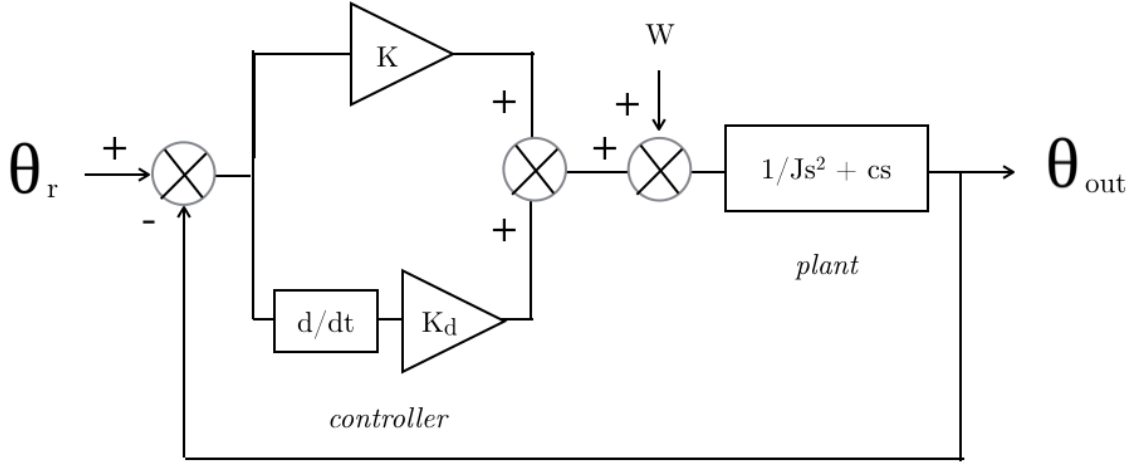 K
W
+
+
θr
+
+
1/Js² + cs
θout
-
+
plant
d/dt
Kd
controller